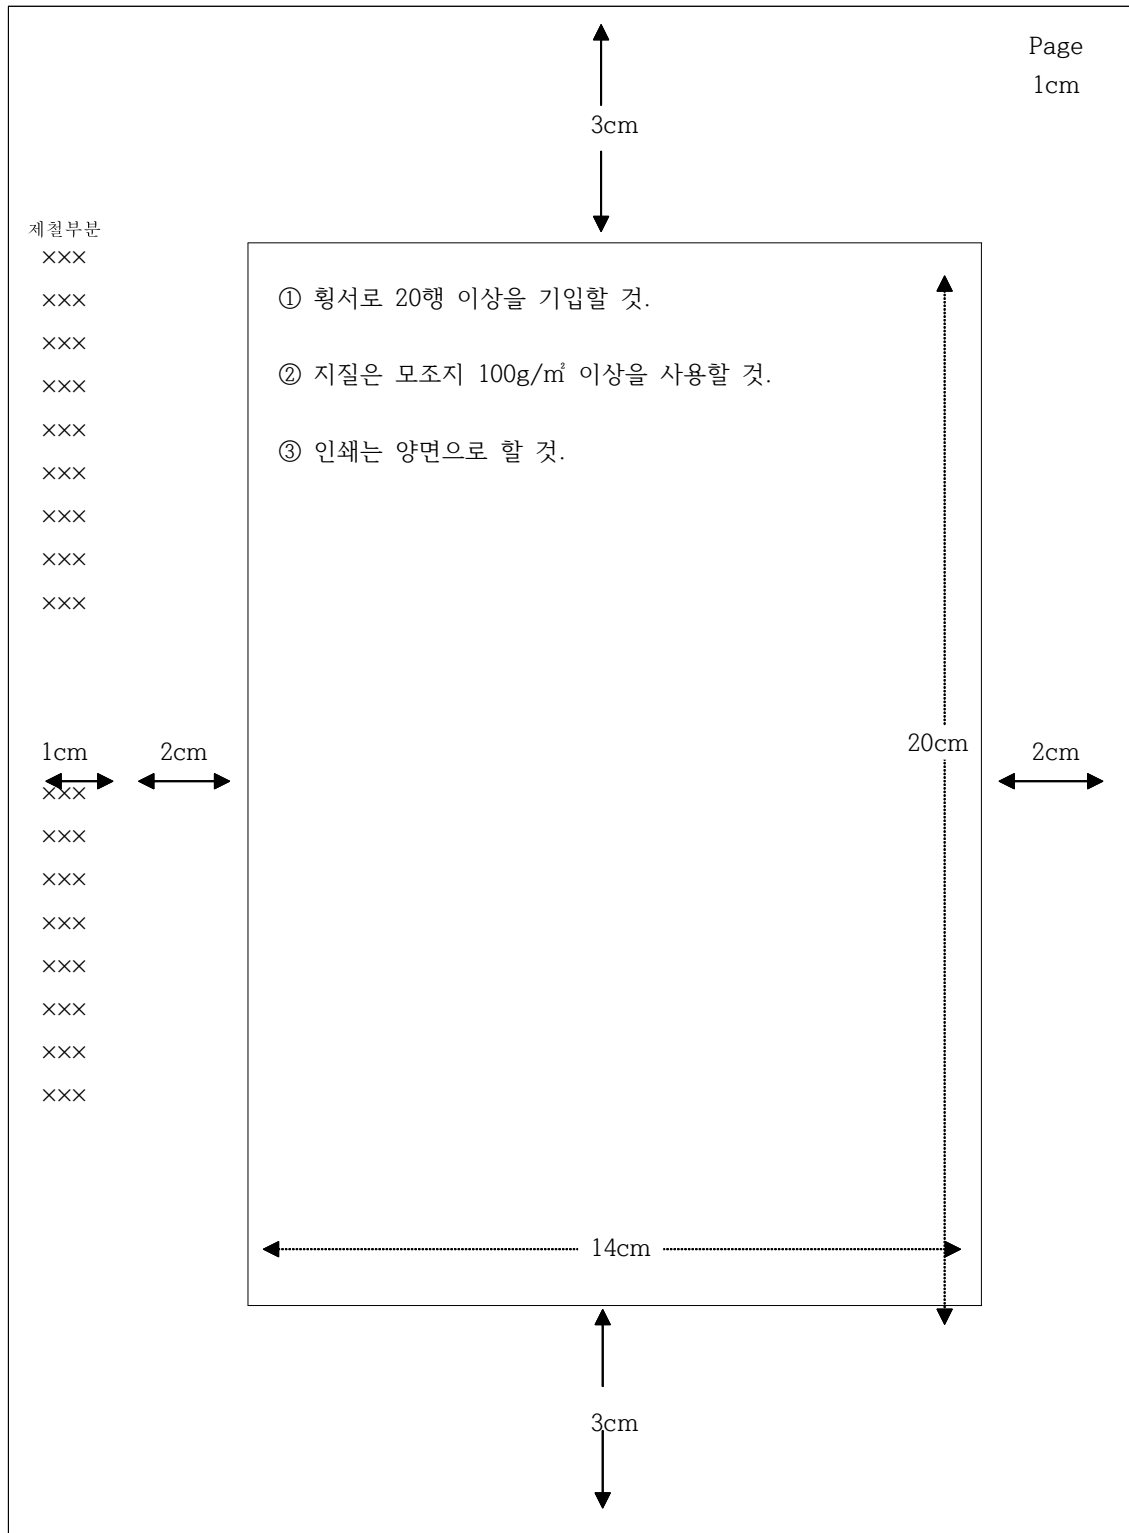 Page
1cm
3cm
제철부분
×××
① 횡서로 20행 이상을 기입할 것.
×××
×××
② 지질은 모조지 100g/㎡ 이상을 사용할 것.
×××
×××
③ 인쇄는 양면으로 할 것.
×××
×××
×××
×××
1cm 2cm 20cm 2cm
×××
×××
×××
×××
×××
×××
×××
×××
14cm
3cm